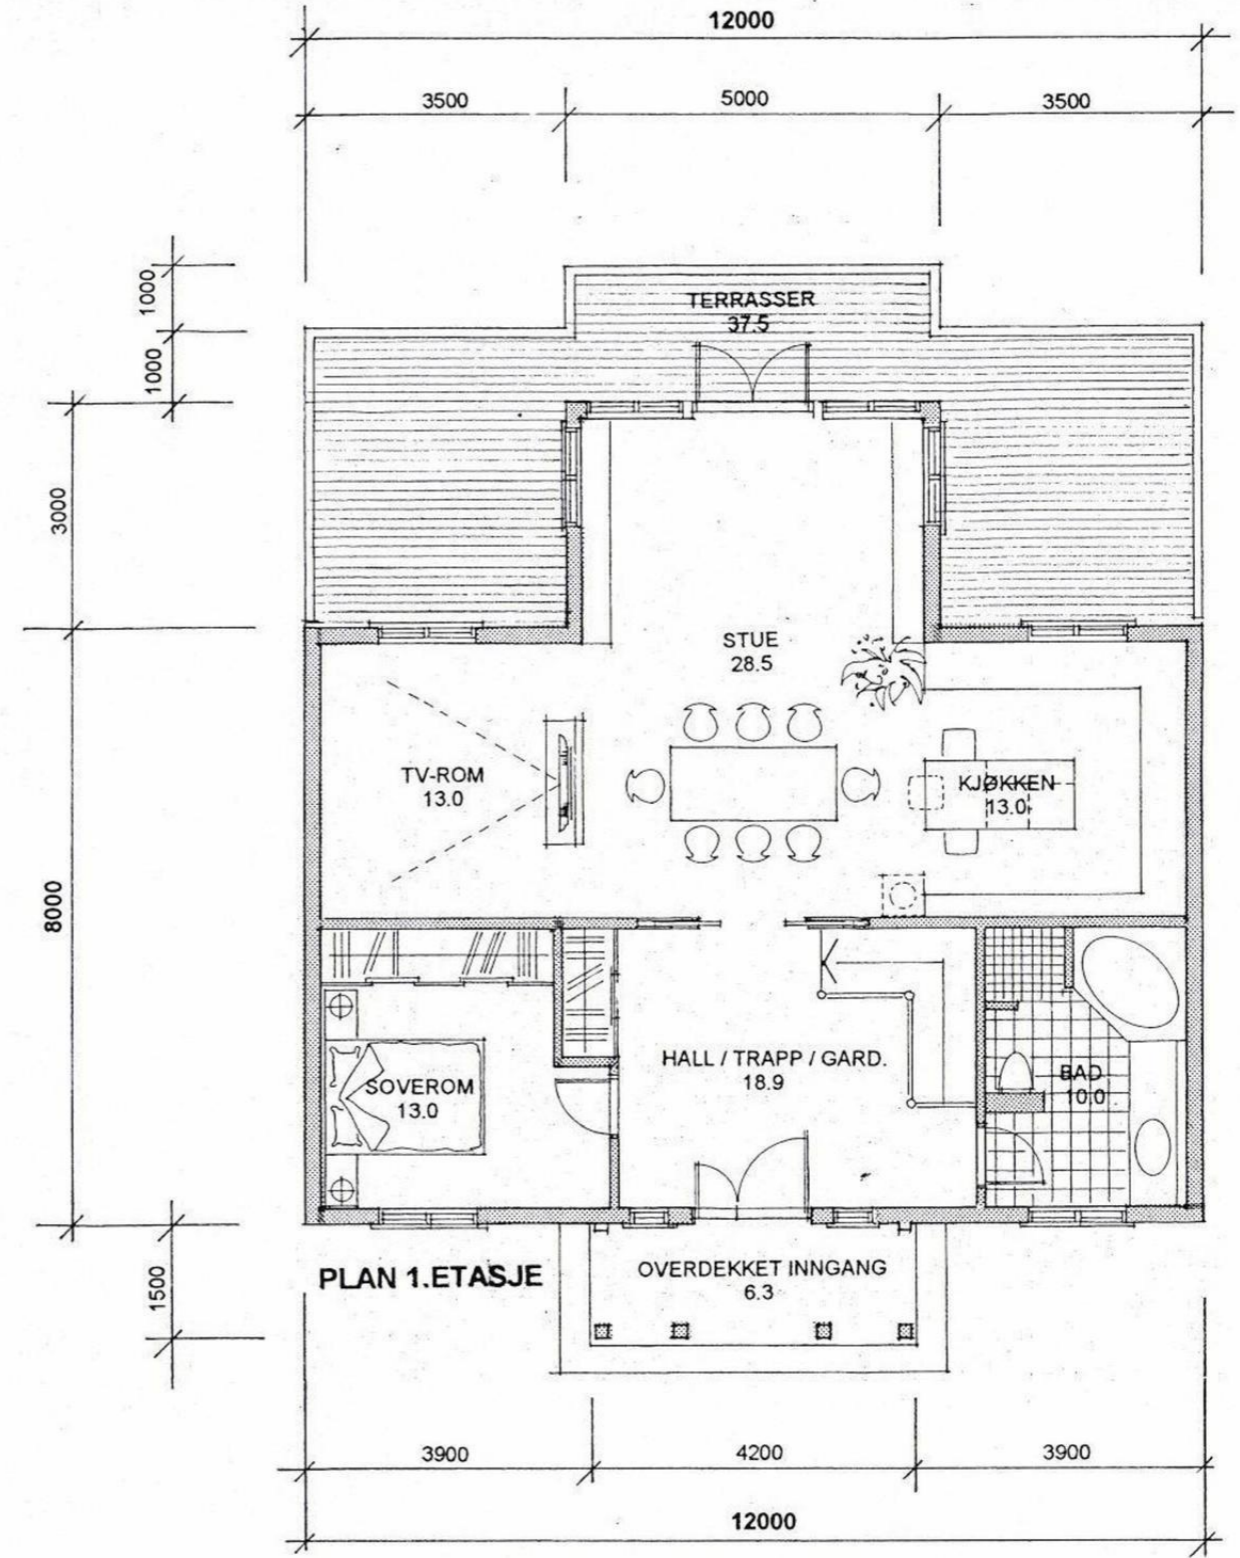 12000
3500
5000
3500
1000
1000
3000
8000
1500
TERRASSER
37.5
STUE
28.5
TV-ROM
13.0
KJØKKEN
13.0
HALL / TRAPP / GARD.
18.9
SOVEROM
13.0
BAD
10.0
PLAN 1.ETASJE
OVERDEKKET INNGANG
6.3
3900
4200
3900
12000